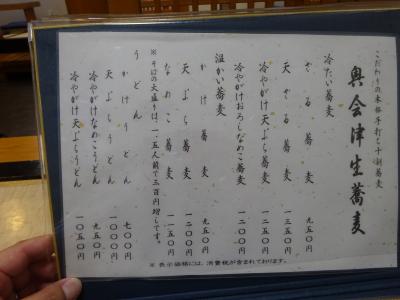 こだわりの本格手打ち十割蕎麦
奥会津生蕎麦
冷たい蕎麦
ざる蕎麦 九五〇円
天ざる蕎麦 一三五〇円
冷やがけ天ぷら蕎麦 一二〇〇円
冷やがけおろしなめこ蕎麦 一二五〇円
温かい蕎麦
かけ蕎麦 九五〇円
天ぷら蕎麦 一二〇〇円
なめこ蕎麦 一一五〇円
※そばの大盛りは、一.五人前で三百円増しです。
うどん
かけうどん 七〇〇円
天ぷらうどん 一〇〇〇円
冷やがけなめこうどん 九五〇円
冷やがけ天ぷらうどん 一〇五〇円
※ 表示価格には、消費税が含まれております。